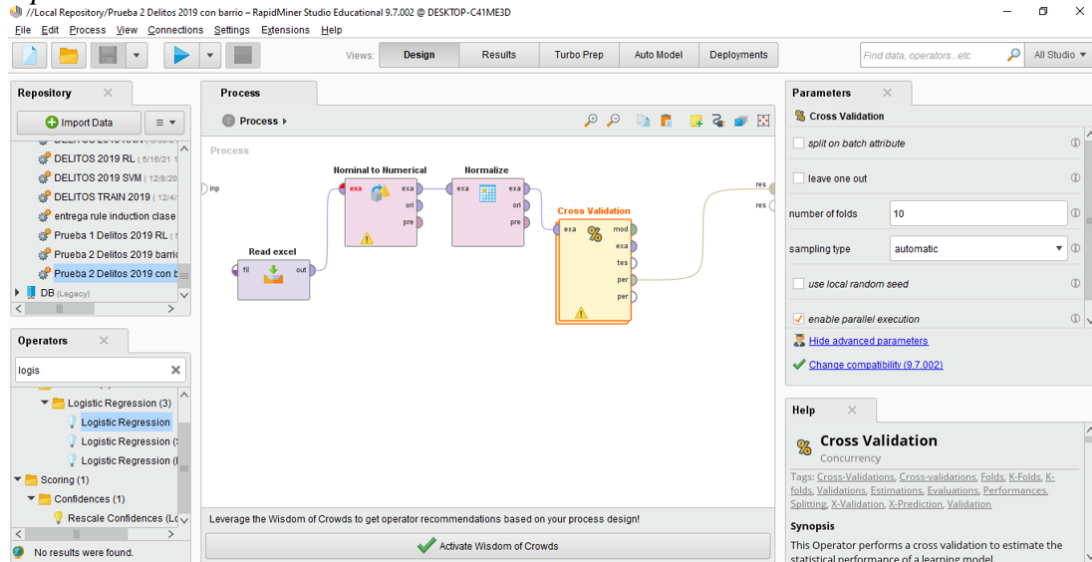 //Local Repository/Prueba 2 Delitos 2019 con barrio – RapidMiner Studio Educational 9.7.002 @ DESKTOP-C41ME3D
File Edit Process View Connections Settings Extensions Help
Views: Design Results Turbo Prep Auto Model Deployments
Find data, operators...etc
All Studio
Repository
Import Data
DELITOS 2019 RL ( 5/16/21 1
DELITOS 2019 SVM ( 12/8/20
DELITOS TRAIN 2019 ( 12/4/
entrega rule induction clase
Prueba 1 Delitos 2019 RL (
Prueba 2 Delitos 2019 barrio
Prueba 2 Delitos 2019 con b
DB (Legacy)
Operators
logis
Logistic Regression (3)
Logistic Regression
Logistic Regression (
Logistic Regression (
Scoring (1)
Confidences (1)
Rescale Confidences (Lo
No results were found.
Process
Process
Process
inp
Read excel
fil out
Nominal to Numerical
exa exa
ori
pre
Normalize
exa exa
ori
pre
Cross Validation
exa mod
exa
tes
per
per
res
res
Leverage the Wisdom of Crowds to get operator recommendations based on your process design!
Activate Wisdom of Crowds
Parameters
Cross Validation
split on batch attribute
leave one out
number of folds 10
sampling type automatic
use local random seed
enable parallel execution
Hide advanced parameters
Change compatibility (9.7.002)
Help
Cross Validation
Concurrency
Tags: Cross-Validations, Cross-validations, Folds, K-Folds, K-
folds, Validations, Estimations, Evaluations, Performances,
Splitting, X-Validation, X-Prediction, Validation
Synopsis
This Operator performs a cross validation to estimate the
statistical performance of a learning model.